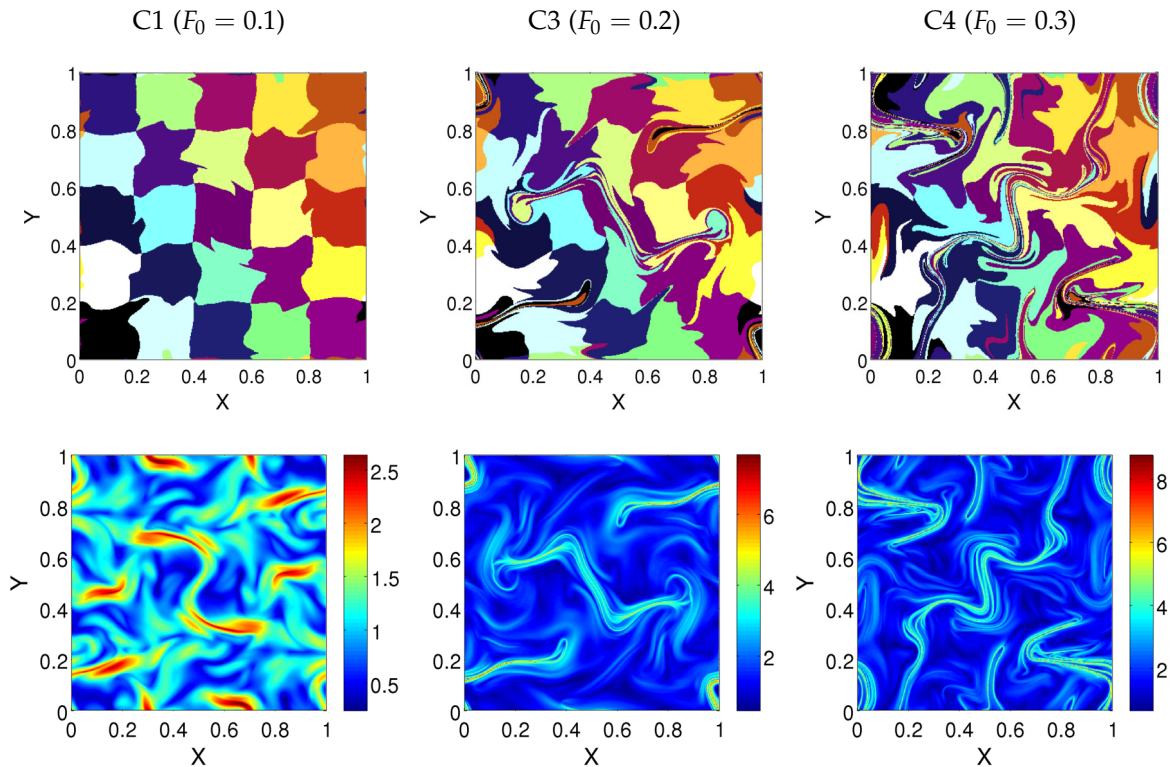 C1 (F₀ = 0.1) C3 (F₀ = 0.2) C4 (F₀ = 0.3)
1 1 1
0.8 0.8 0.8
0.6 0.6 0.6
Y Y Y
0.4 0.4 0.4
0.2 0.2 0.2
0 0 0
0 0.2 0.4 0.6 0.8 1 0 0.2 0.4 0.6 0.8 1 0 0.2 0.4 0.6 0.8 1
X X X
1 2.5 1 1 8
0.8 2 0.8 6 0.8
0.6 0.6 0.6 6
Y 1.5 Y 4 Y
0.4 0.4 0.4 4
0.2 1 0.2 2 0.2 2
0 0.5 0 0
0 0.2 0.4 0.6 0.8 1 0 0.2 0.4 0.6 0.8 1 0 0.2 0.4 0.6 0.8 1
X X X